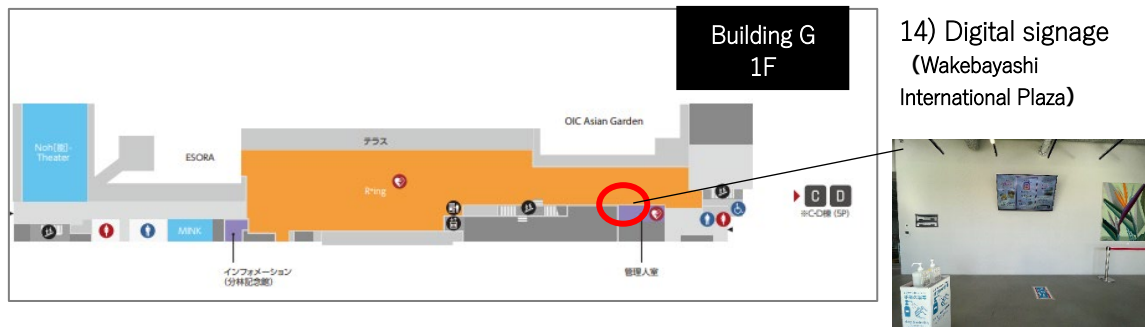 Building G
1F
14) Digital signage
（Wakebayashi
International Plaza）
OIC Asian Garden
テラス
Noh[能]-
Theater
ESORA
R*ing
C D
※C-D棟 (5P)
MINK
インフォメーション
(分林記念館)
管理人室